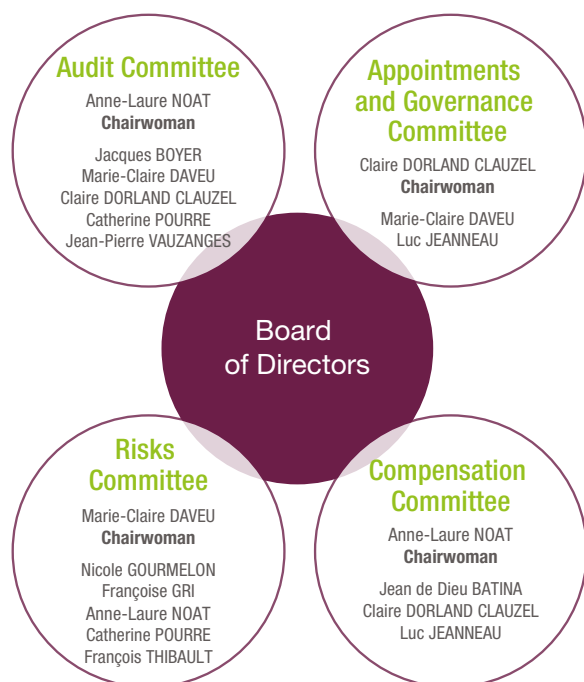 Audit Committee
Anne-Laure NOAT
Chairwoman
Jacques BOYER
Marie-Claire DAVEU
Claire DORLAND CLAUZEL
Catherine POURRE
Jean-Pierre VAUZANGES
Appointments
and Governance
Committee
Claire DORLAND CLAUZEL
Chairwoman
Marie-Claire DAVEU
Luc JEANNEAU
Board
of Directors
Risks
Committee
Marie-Claire DAVEU
Chairwoman
Nicole GOURMELON
Françoise GRI
Anne-Laure NOAT
Catherine POURRE
François THIBAULT
Compensation
Committee
Anne-Laure NOAT
Chairwoman
Jean de Dieu BATINA
Claire DORLAND CLAUZEL
Luc JEANNEAU